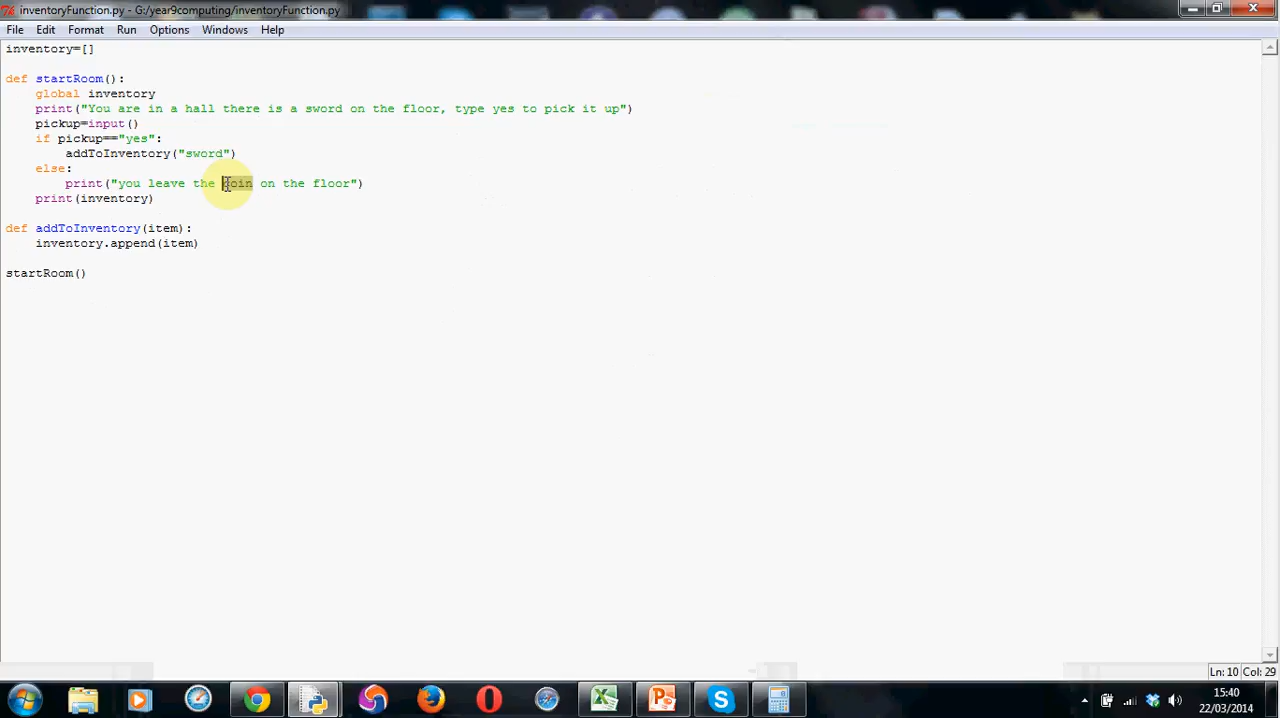 inventoryFunction.py - G:/year9computing/inventoryFunction.py
File Edit Format Run Options Windows Help
inventory=[]
def startRoom():
global inventory
print("You are in a hall there is a sword on the floor, type yes to pick it up")
pickup=input()
if pickup=="yes":
addToInventory("sword")
else:
print("you leave the coin on the floor")
print(inventory)
def addToInventory(item):
inventory.append(item)
startRoom()
Ln: 10 Col: 29
15:40
22/03/2014